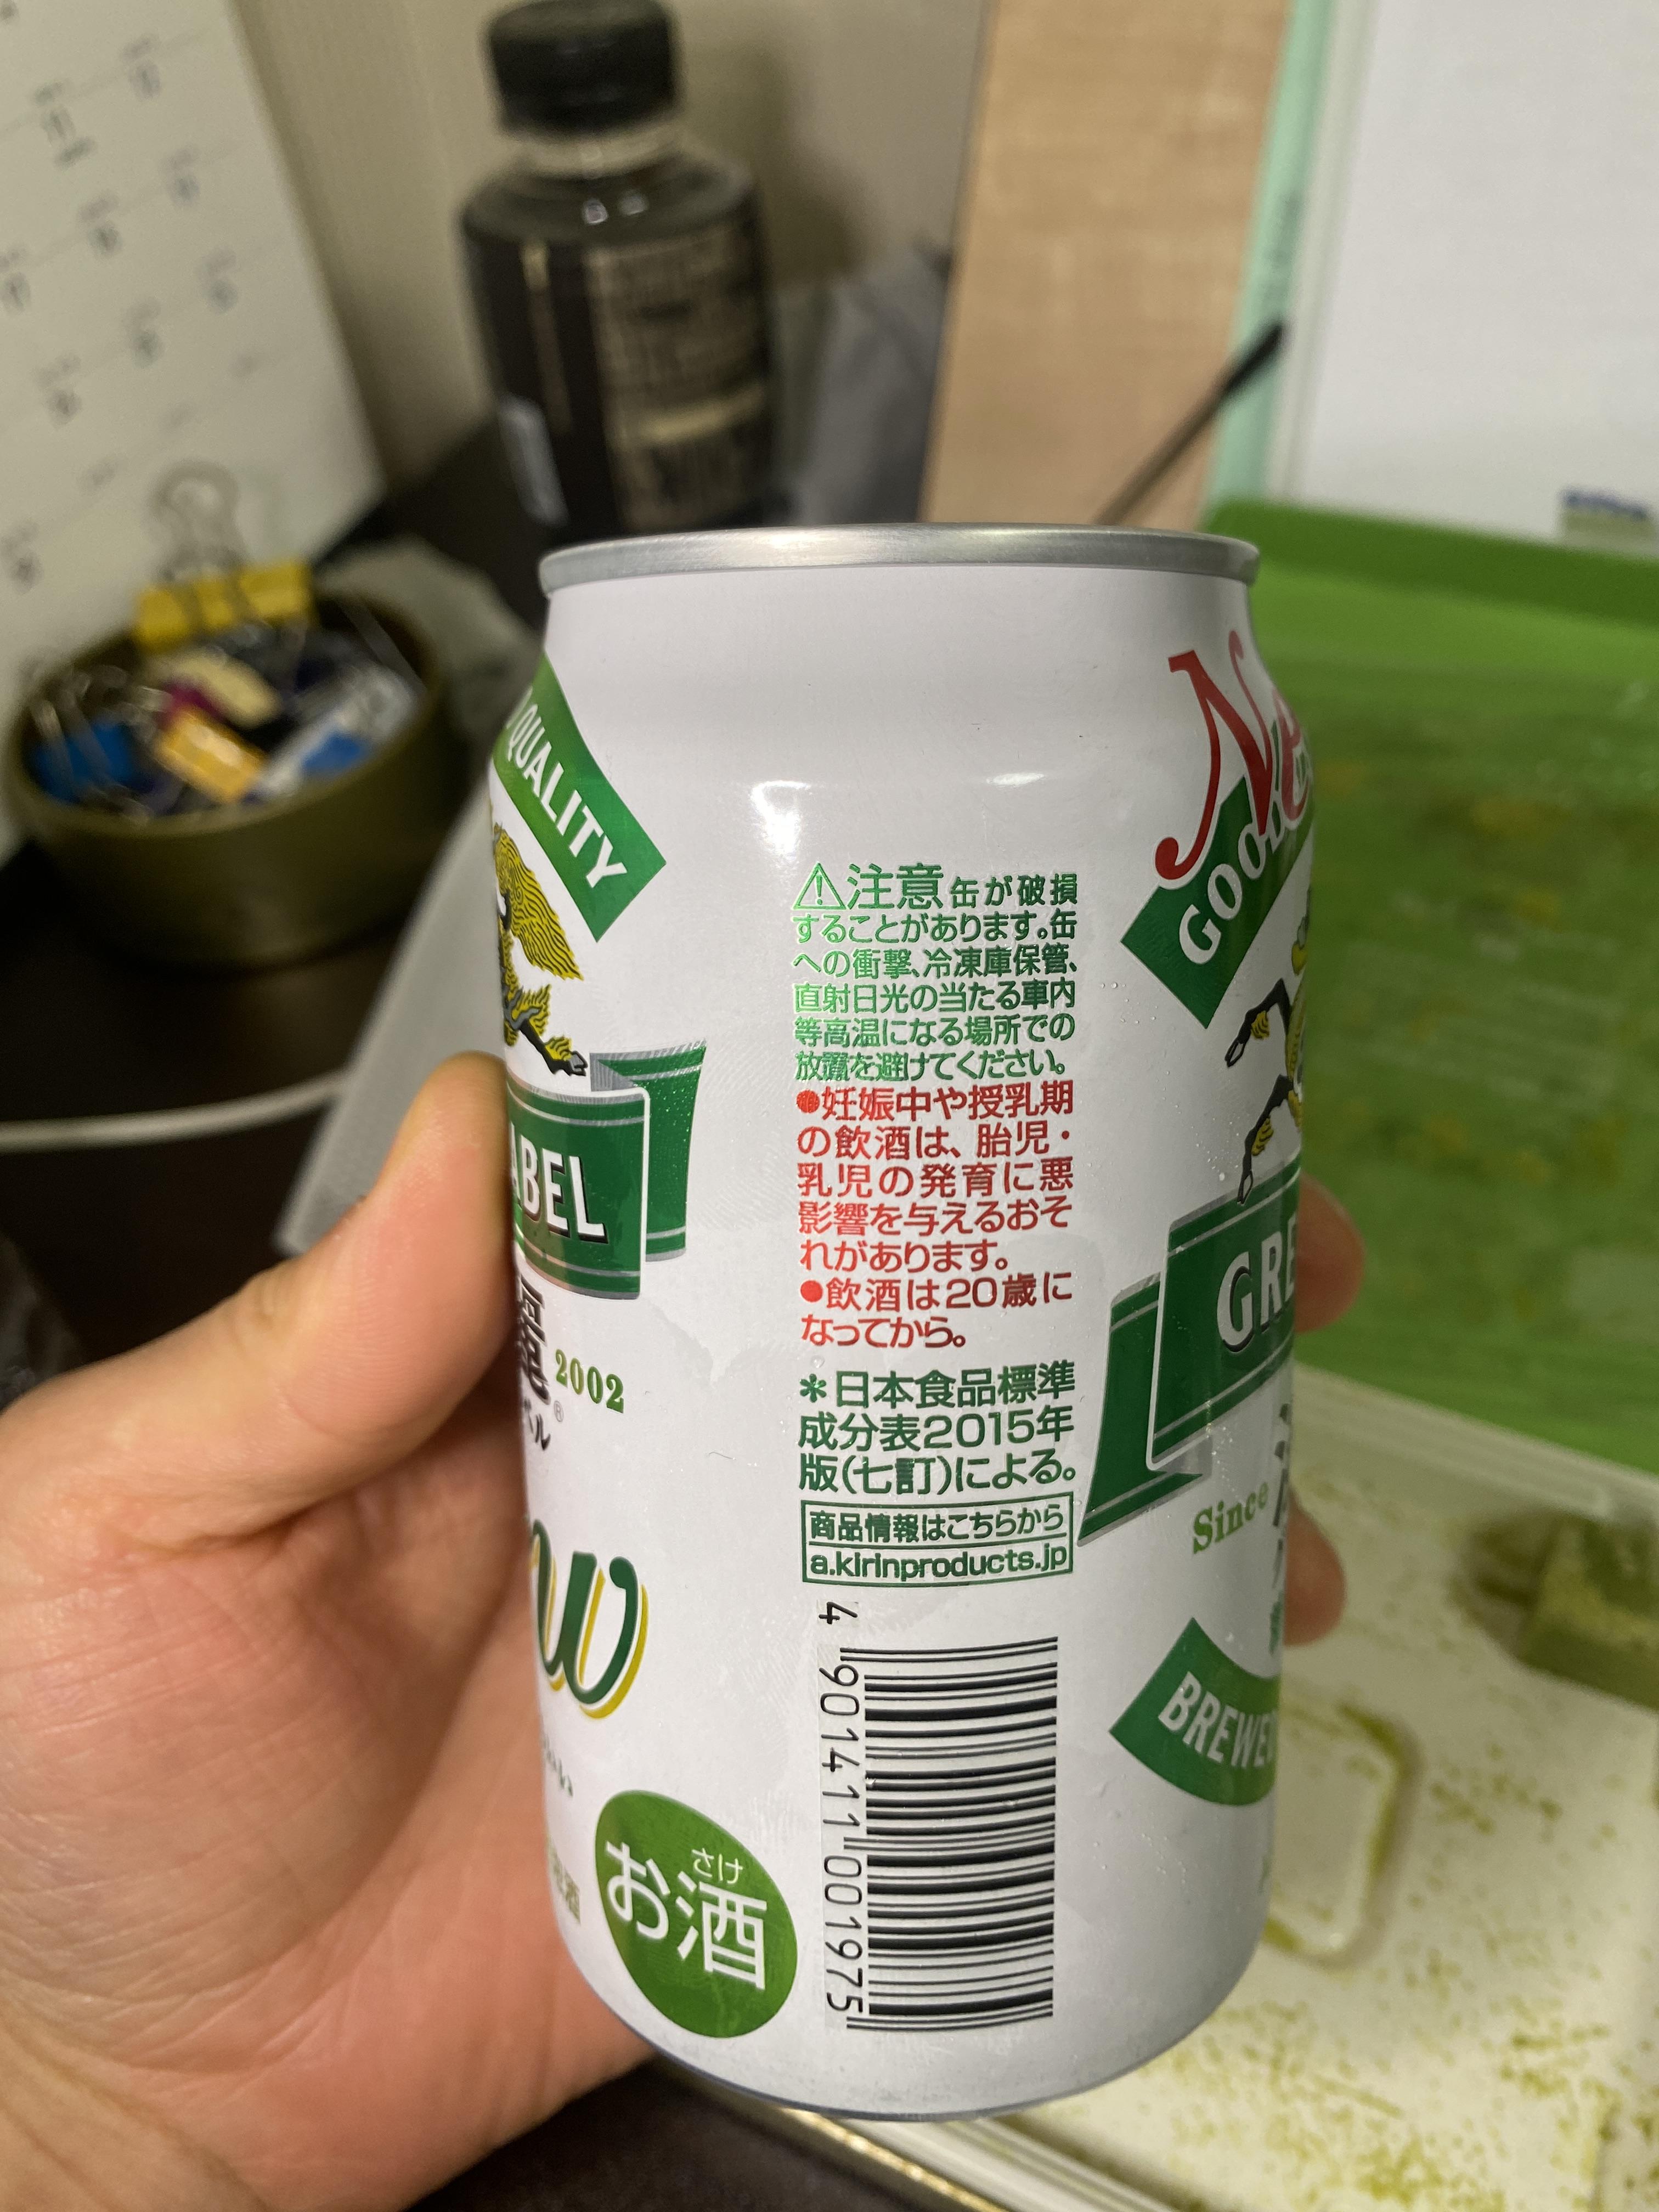 QUALITY
ABEL
麗
2002
®
ベル
w
さけ
お酒
⚠注意 缶が破損
することがあります。缶
への衝撃、冷凍庫保管、
直射日光の当たる車内
等高温になる場所での
放置を避けてください。
●妊娠中や授乳期
の飲酒は、胎児・
乳児の発育に悪
影響を与えるおそ
れがあります。
●飲酒は20歳に
なってから。
＊日本食品標準
成分表2015年
版(七訂)による。
商品情報はこちらから
a.kirinproducts.jp
4 901411 001975
Ne
GOOD
GRE
Since
BREWE